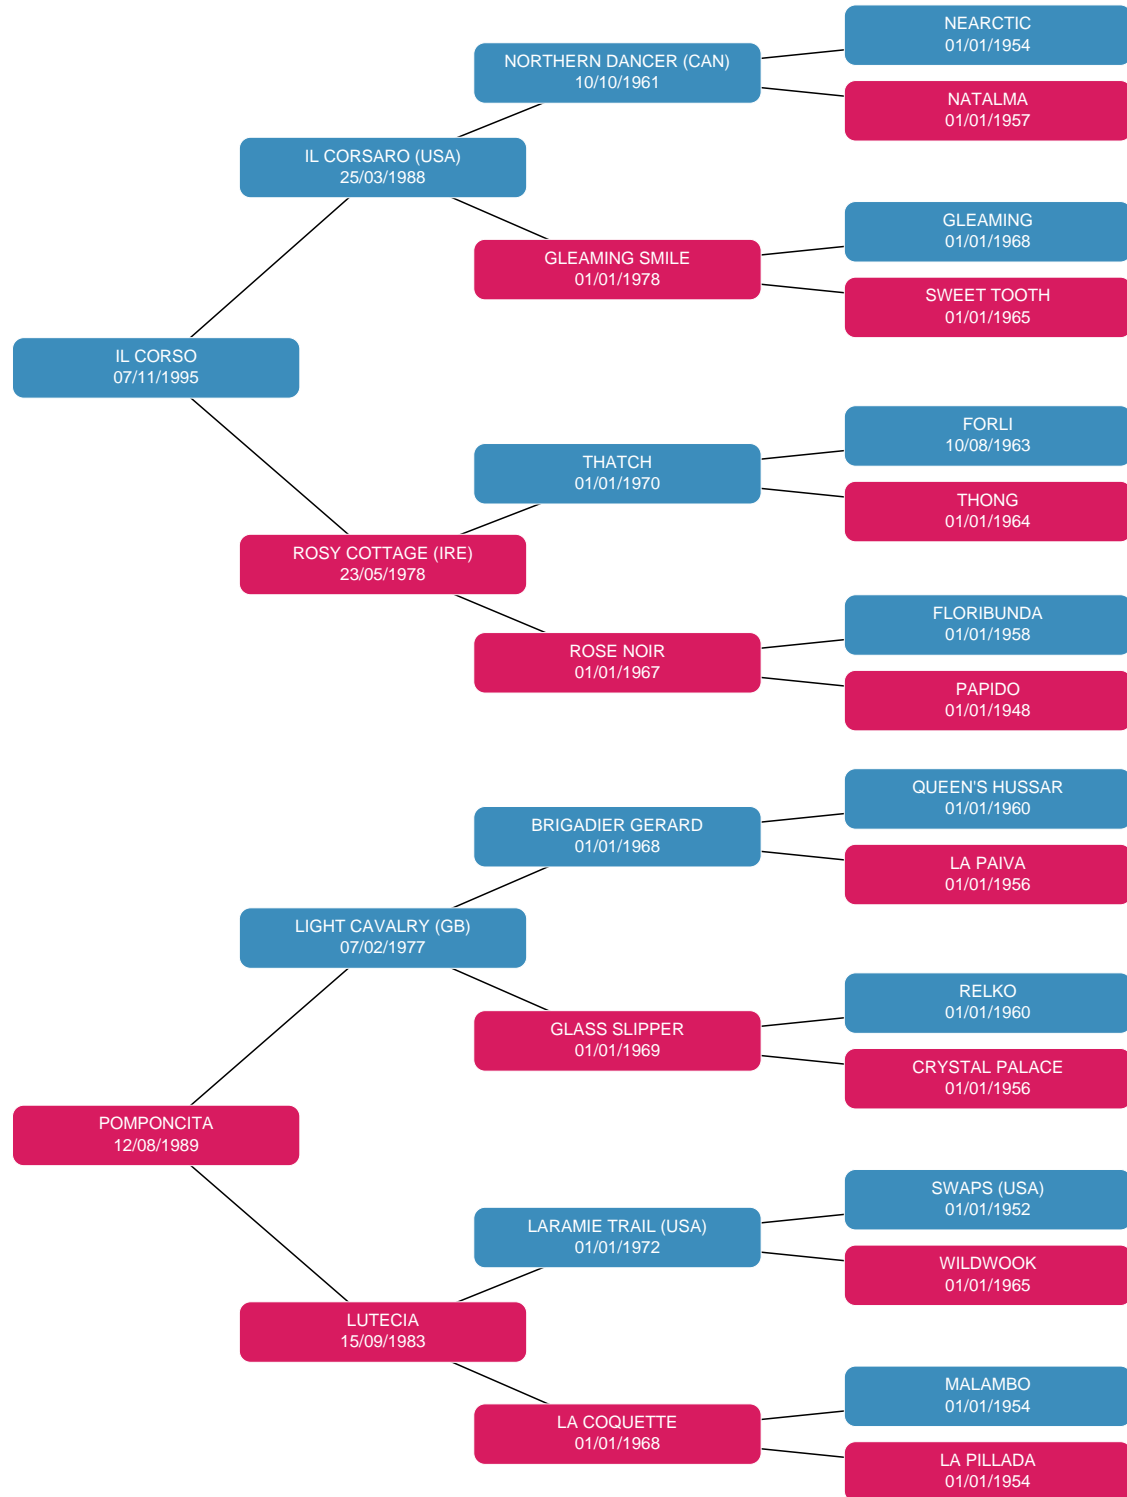 NEARCTIC
01/01/1954
NORTHERN DANCER (CAN)
10/10/1961
NATALMA
01/01/1957
IL CORSARO (USA)
25/03/1988
GLEAMING
01/01/1968
GLEAMING SMILE
01/01/1978
SWEET TOOTH
01/01/1965
IL CORSO
07/11/1995
FORLI
10/08/1963
THATCH
01/01/1970
THONG
01/01/1964
ROSY COTTAGE (IRE)
23/05/1978
FLORIBUNDA
01/01/1958
ROSE NOIR
01/01/1967
PAPIDO
01/01/1948
QUEEN'S HUSSAR
01/01/1960
BRIGADIER GERARD
01/01/1968
LA PAIVA
01/01/1956
LIGHT CAVALRY (GB)
07/02/1977
RELKO
01/01/1960
GLASS SLIPPER
01/01/1969
CRYSTAL PALACE
01/01/1956
POMPONCITA
12/08/1989
SWAPS (USA)
01/01/1952
LARAMIE TRAIL (USA)
01/01/1972
WILDWOOK
01/01/1965
LUTECIA
15/09/1983
MALAMBO
01/01/1954
LA COQUETTE
01/01/1968
LA PILLADA
01/01/1954